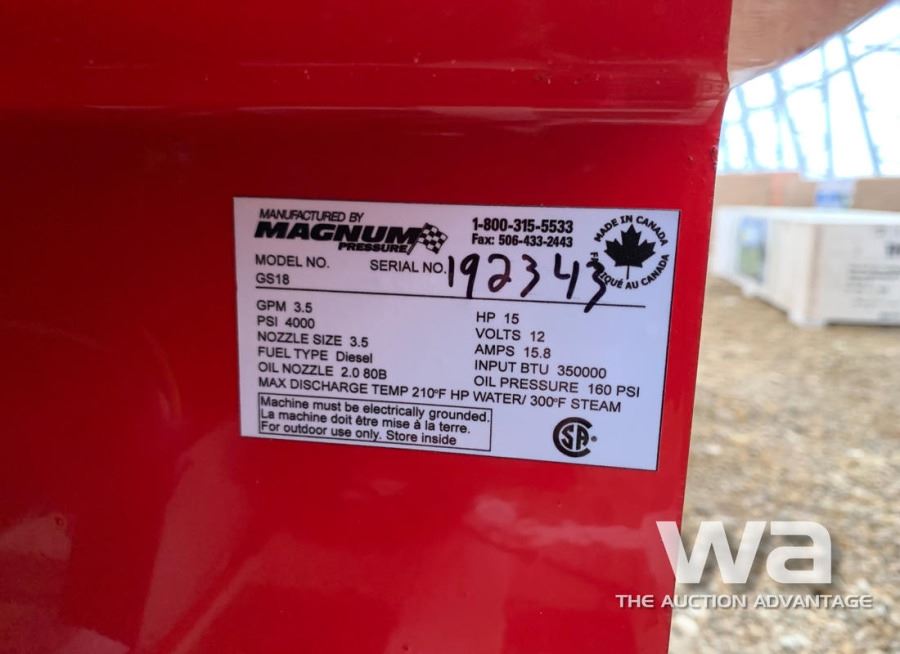 MANUFACTURED BY
MAGNUM
PRESSURE
1-800-315-5533
Fax: 506-433-2443
MADE IN CANADA
FABRIQUÉ AU CANADA
MODEL NO.
GS18
SERIAL NO. 192343
GPM 3.5
PSI 4000
NOZZLE SIZE 3.5
FUEL TYPE Diesel
OIL NOZZLE 2.0 80B
HP 15
VOLTS 12
AMPS 15.8
INPUT BTU 350000
OIL PRESSURE 160 PSI
MAX DISCHARGE TEMP 210°F HP WATER/ 300°F STEAM
Machine must be electrically grounded.
La machine doit être mise à la terre.
For outdoor use only. Store inside
CSA®
wa
THE AUCTION ADVANTAGE